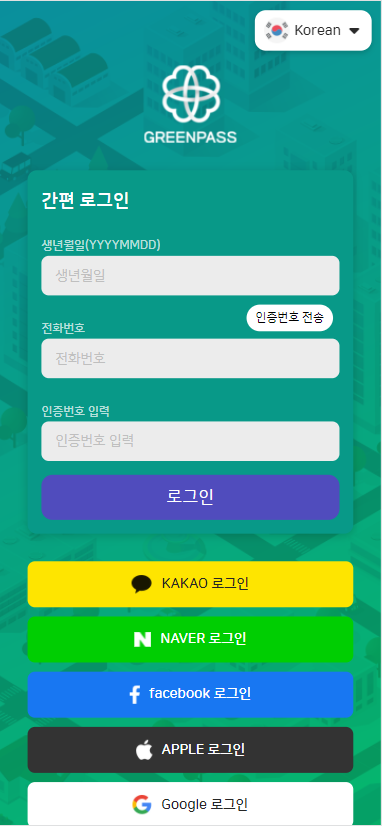 Korean
GREENPASS
간편 로그인
생년월일(YYYYMMDD)
생년월일
인증번호 전송
전화번호
전화번호
인증번호 입력
인증번호 입력
로그인
KAKAO 로그인
NAVER 로그인
facebook 로그인
APPLE 로그인
Google 로그인